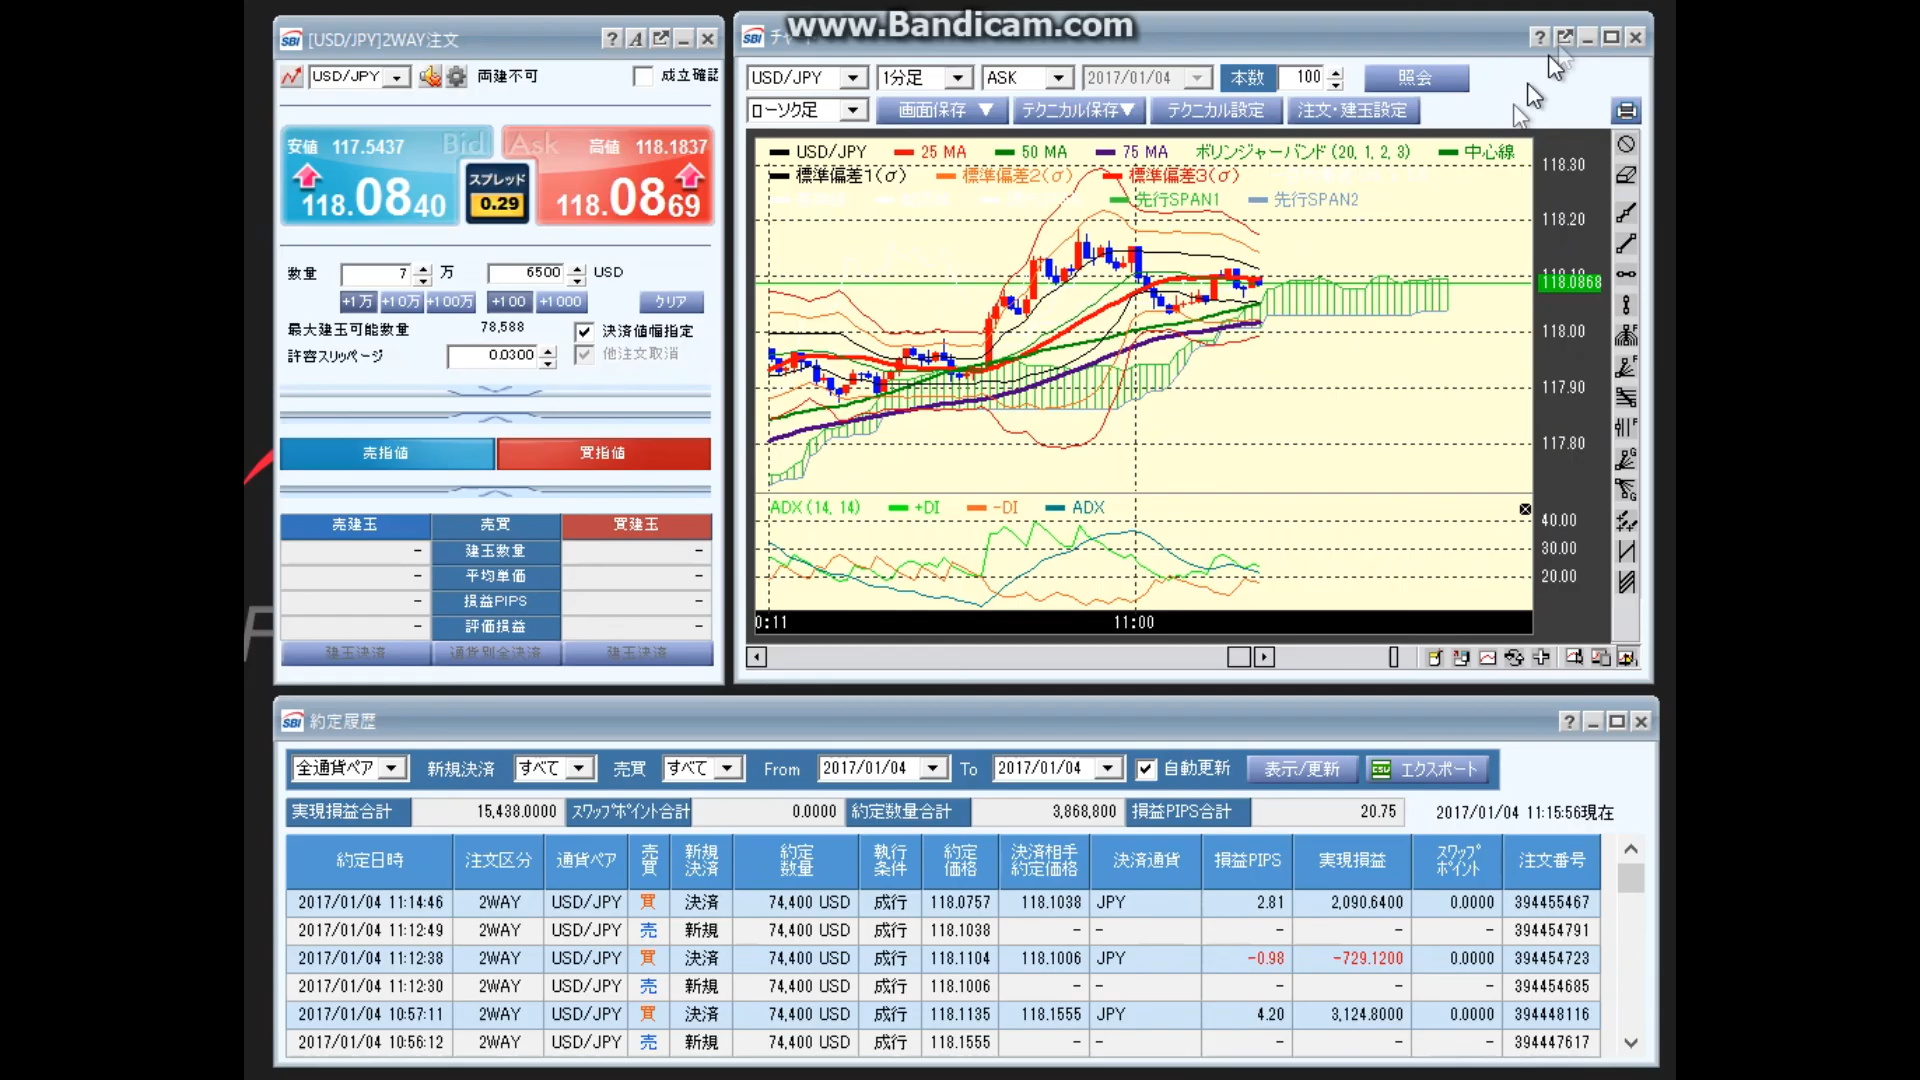 www.Bandicam.com
SBI [USD/JPY]2WAY注文
USD/JPY 両建不可 成立確認
安値 117.5437 Bid
118.0840
スプレッド
0.29
Ask 高値 118.1837
118.0869
数量 7 万 6500 USD
+1万 +10万 +100万 +100 +1000 クリア
最大建玉可能数量 78,588 決済値幅指定
許容スリッページ 0.0300 他注文取消
売指値 買指値
売建玉 売買 買建玉
- 建玉数量 -
- 平均単価 -
- 損益PIPS -
- 評価損益 -
建玉決済 通貨別全決済 建玉決済
SBI チャート
USD/JPY 1分足 ASK 2017/01/04 本数 100 照会
ローソク足 画面保存 ▼ テクニカル保存▼ テクニカル設定 注文・建玉設定
USD/JPY 25 MA 50 MA 75 MA ボリンジャーバンド(20, 1, 2, 3) 中心線
標準偏差1(σ) 標準偏差2(σ) 標準偏差3(σ)
先行SPAN1 先行SPAN2
118.30
118.20
118.10
118.0868
118.00
117.90
117.80
ADX(14, 14) +DI -DI ADX
40.00
30.00
20.00
0:11 11:00
SBI 約定履歴
全通貨ペア 新規決済 すべて 売買 すべて From 2017/01/04 To 2017/01/04 自動更新 表示/更新 CSV エクスポート
実現損益合計 15,438.0000 スワップポイント合計 0.0000 約定数量合計 3,868,800 損益PIPS合計 20.75 2017/01/04 11:15:56現在
約定日時 注文区分 通貨ペア 売買 新規決済 約定数量 執行条件 約定価格 決済相手約定価格 決済通貨 損益PIPS 実現損益 スワップポイント 注文番号
2017/01/04 11:14:46 2WAY USD/JPY 買 決済 74,400 USD 成行 118.0757 118.1038 JPY 2.81 2,090.6400 0.0000 394455467
2017/01/04 11:12:49 2WAY USD/JPY 売 新規 74,400 USD 成行 118.1038 - - - - - 394454791
2017/01/04 11:12:38 2WAY USD/JPY 買 決済 74,400 USD 成行 118.1104 118.1006 JPY -0.98 -729.1200 0.0000 394454723
2017/01/04 11:12:30 2WAY USD/JPY 売 新規 74,400 USD 成行 118.1006 - - - - - 394454685
2017/01/04 10:57:11 2WAY USD/JPY 買 決済 74,400 USD 成行 118.1135 118.1555 JPY 4.20 3,124.8000 0.0000 394448116
2017/01/04 10:56:12 2WAY USD/JPY 売 新規 74,400 USD 成行 118.1555 - - - - - 394447617